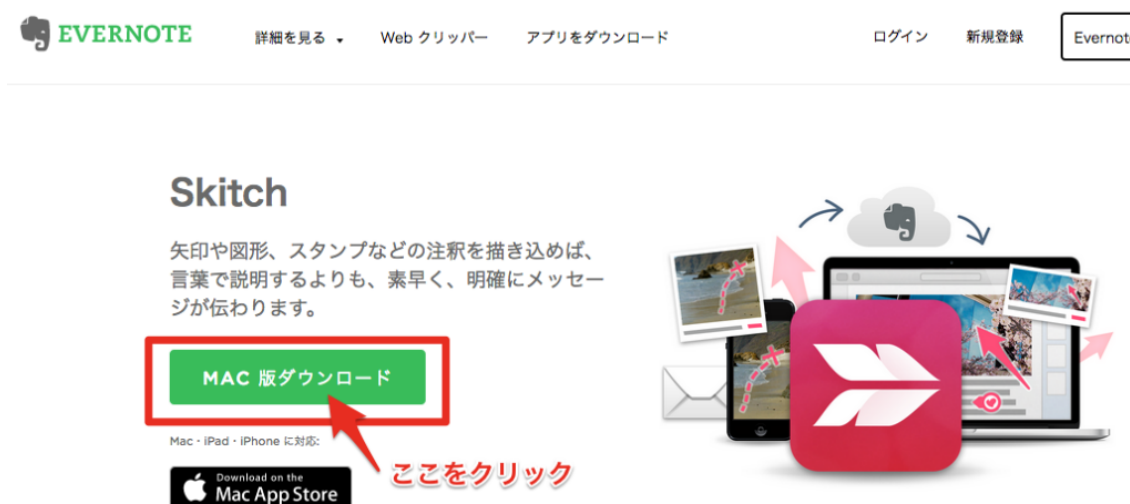 EVERNOTE
詳細を見る
Web クリッパー
アプリをダウンロード
ログイン
新規登録
Skitch
矢印や図形、スタンプなどの注釈を描き込めば、
言葉で説明するよりも、素早く、明確にメッセー
ジが伝わります。
MAC 版ダウンロード
ここをクリック
Mac・iPad・iPhone に対応:
Download on the
Mac App Store